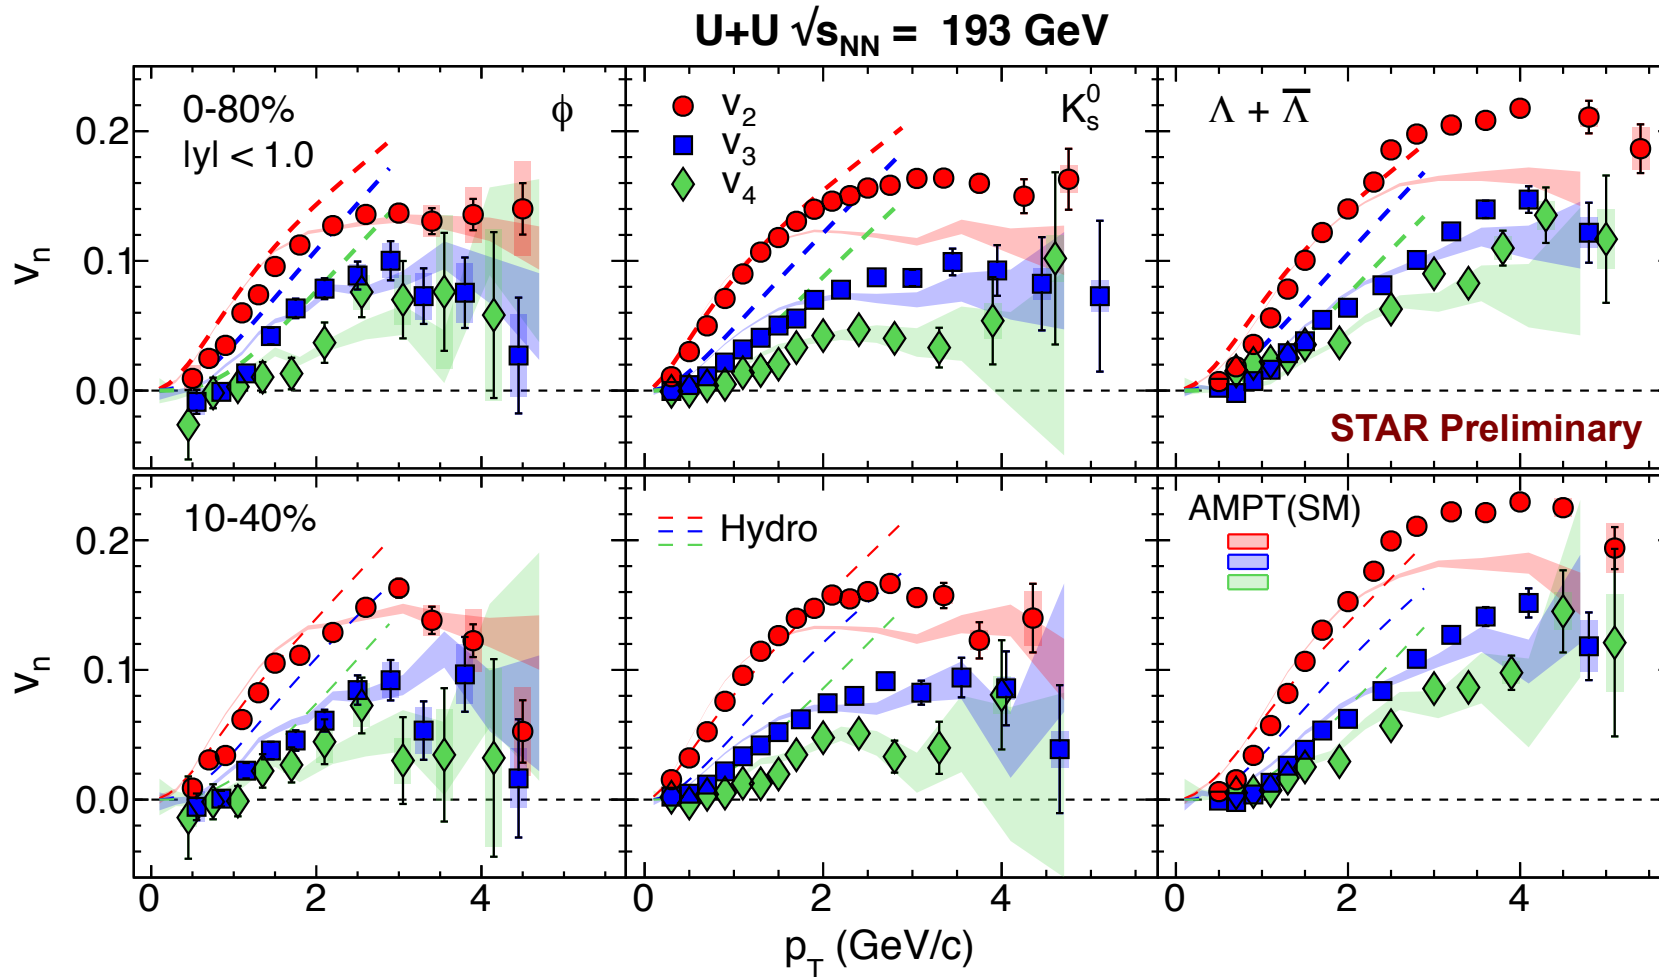 U+U √sNN = 193 GeV
0-80%
|y| < 1.0
ϕ
v2
v3
v4
K0s
Λ + Λ̅
0.2
0.1
0.0
vn
STAR Preliminary
10-40%
Hydro
AMPT(SM)
0.2
0.1
0.0
vn
0 2 4 0 2 4 0 2 4
pT (GeV/c)